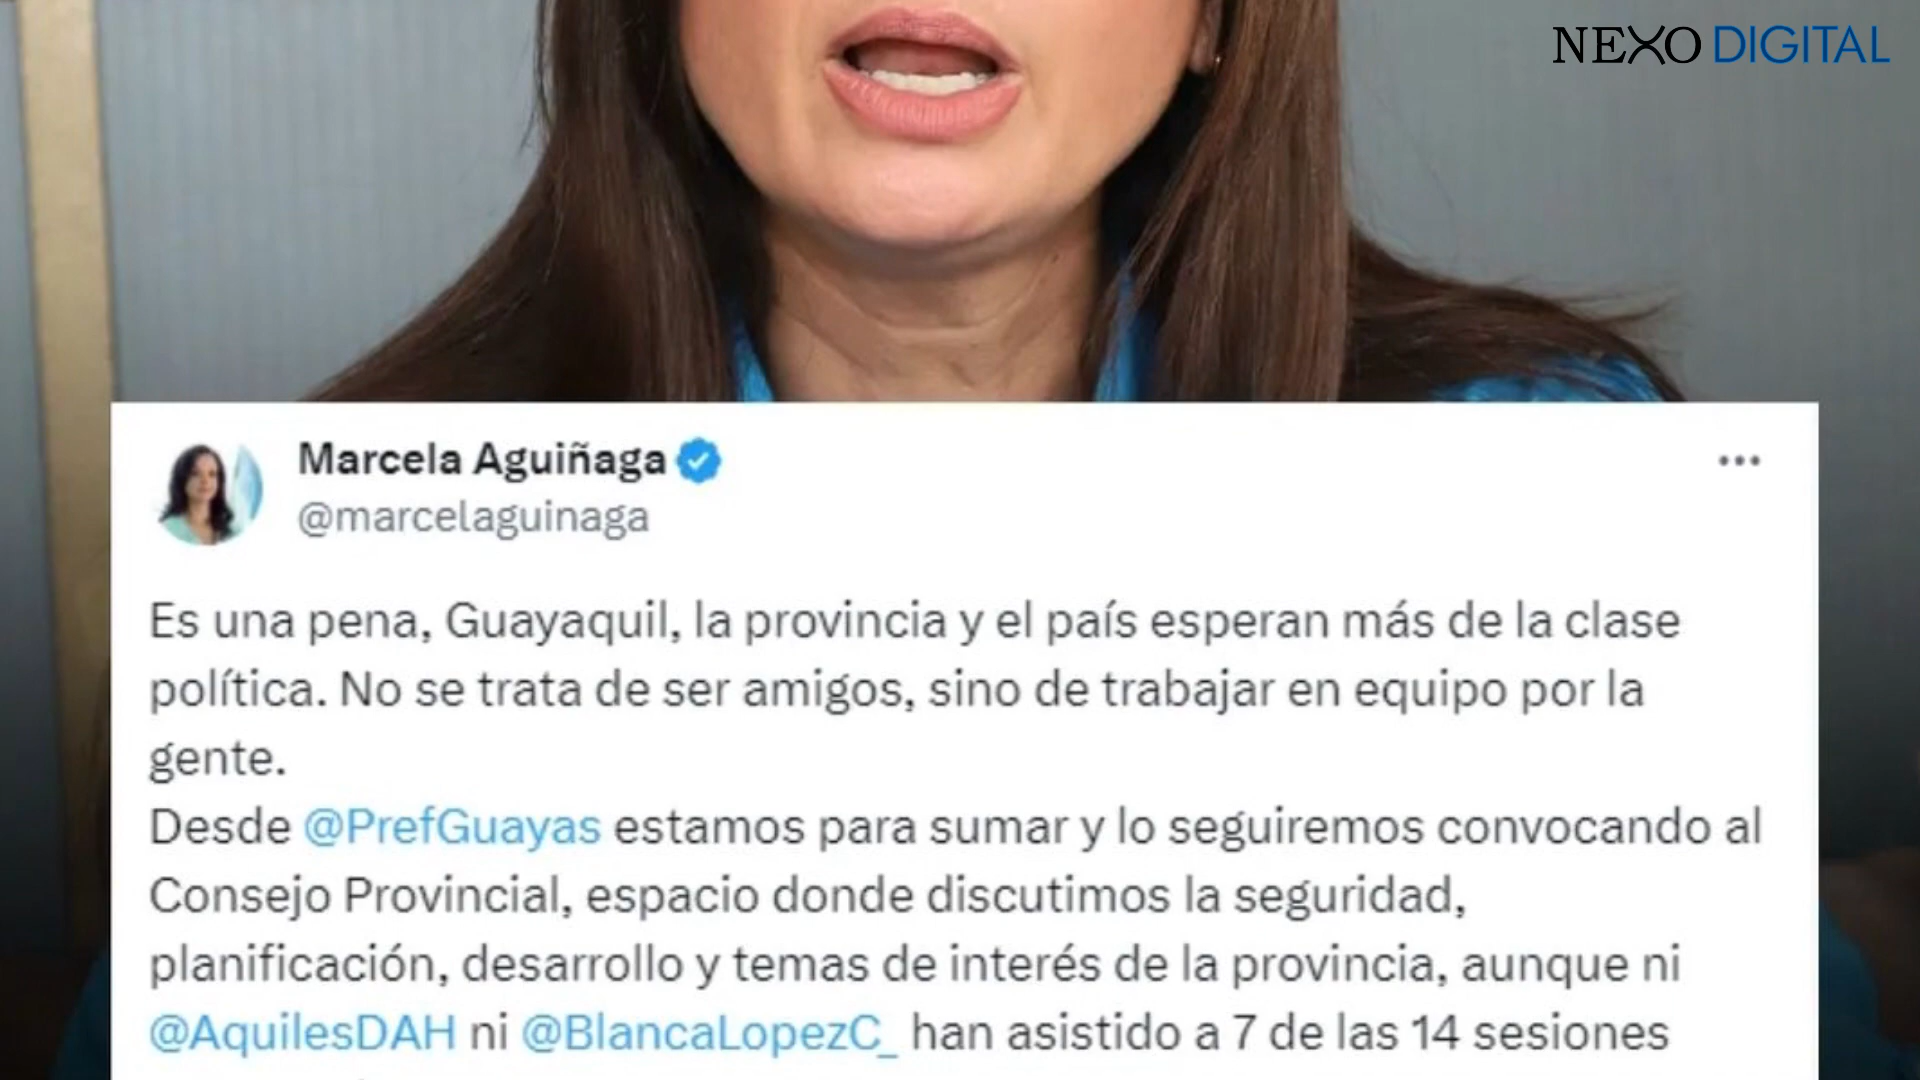 NEXO DIGITAL
Marcela Aguiñaga
@marcelaguinaga
Es una pena, Guayaquil, la provincia y el país esperan más de la clase
política. No se trata de ser amigos, sino de trabajar en equipo por la
gente.
Desde @PrefGuayas estamos para sumar y lo seguiremos convocando al
Consejo Provincial, espacio donde discutimos la seguridad,
planificación, desarrollo y temas de interés de la provincia, aunque ni
@AquilesDAH ni @BlancaLopezC_ han asistido a 7 de las 14 sesiones